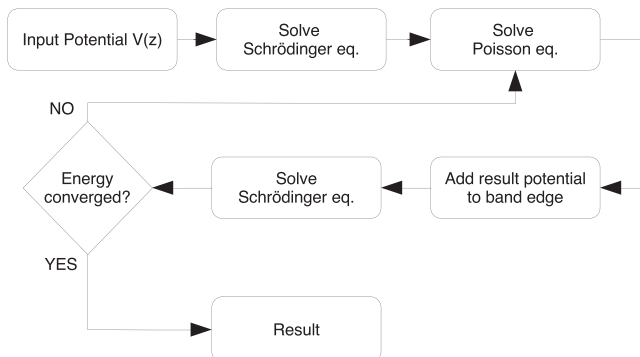 Input Potential V(z)
Solve
Schrödinger eq.
Solve
Poisson eq.
NO
Energy
converged?
Solve
Schrödinger eq.
Add result potential
to band edge
YES
Result